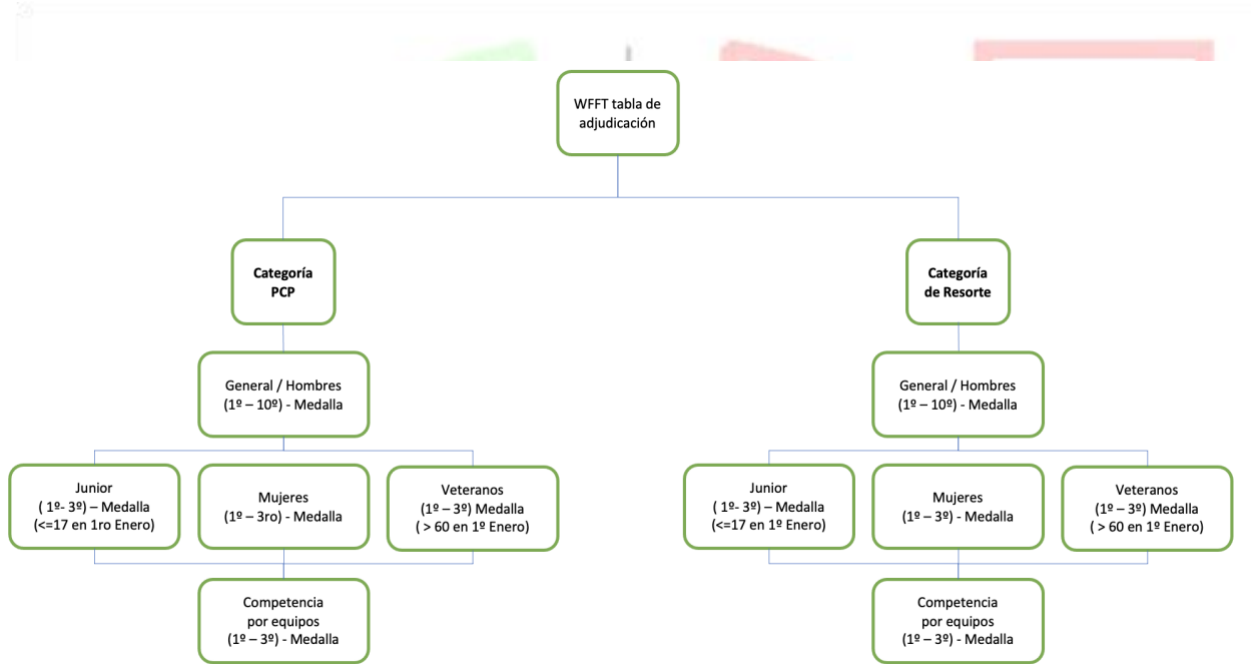 WFFT tabla de
adjudicación
Categoría
PCP
Categoría
de Resorte
General / Hombres
(1º – 10º) - Medalla
General / Hombres
(1º – 10º) - Medalla
Junior
( 1º- 3º) – Medalla
(<=17 en 1ro Enero)
Mujeres
(1º – 3ro) - Medalla
Veteranos
(1º – 3º) Medalla
( > 60 en 1º Enero)
Junior
( 1º- 3º) – Medalla
(<=17 en 1º Enero)
Mujeres
(1º – 3º) - Medalla
Veteranos
(1º – 3º) Medalla
( > 60 en 1º Enero)
Competencia
por equipos
(1º – 3º) - Medalla
Competencia
por equipos
(1º – 3º) - Medalla